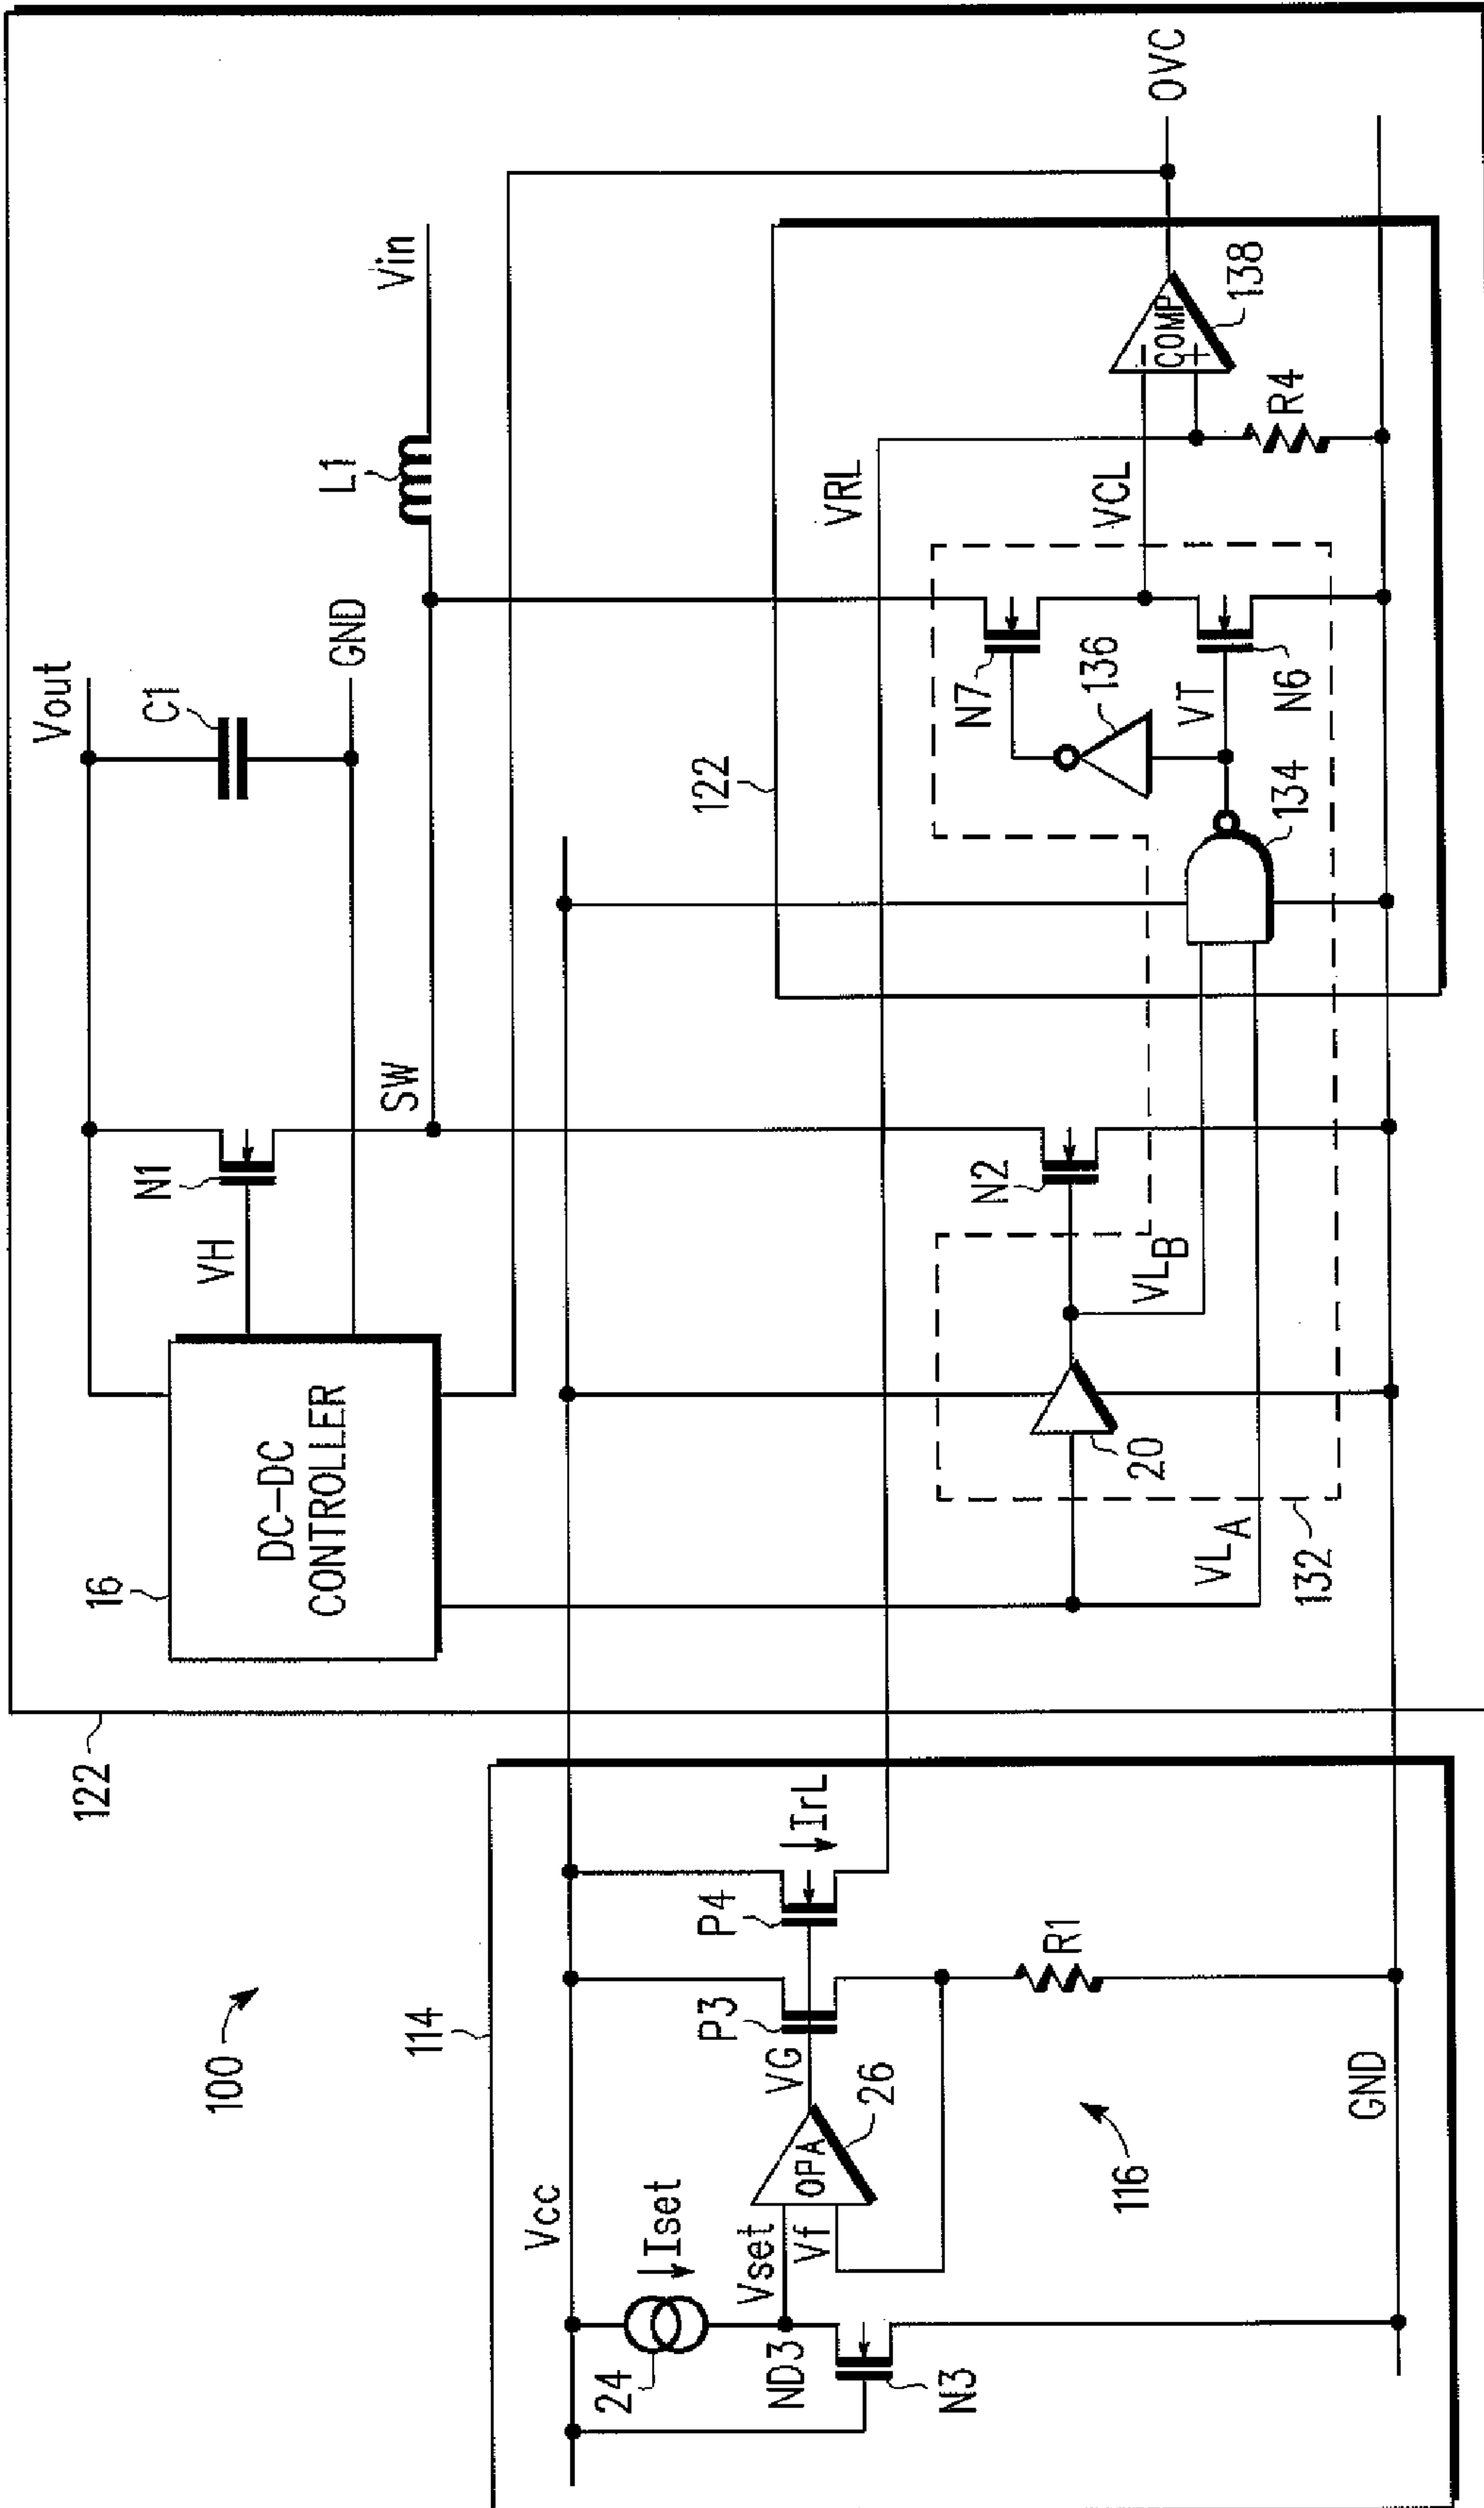 100
122
16
DC-DC
CONTROLLER
VH
N1
Vout
C1
GND
SW
L1
Vin
114
Vcc
24
Iset
Vset
Vf
ND3
N3
OPA
26
VG
P3
P4
IrL
R1
116
GND
20
VLB
VLA
132
N2
122
VRL
N7
136
VT
N6
134
VCL
COMP
-
+
138
R4
OVC